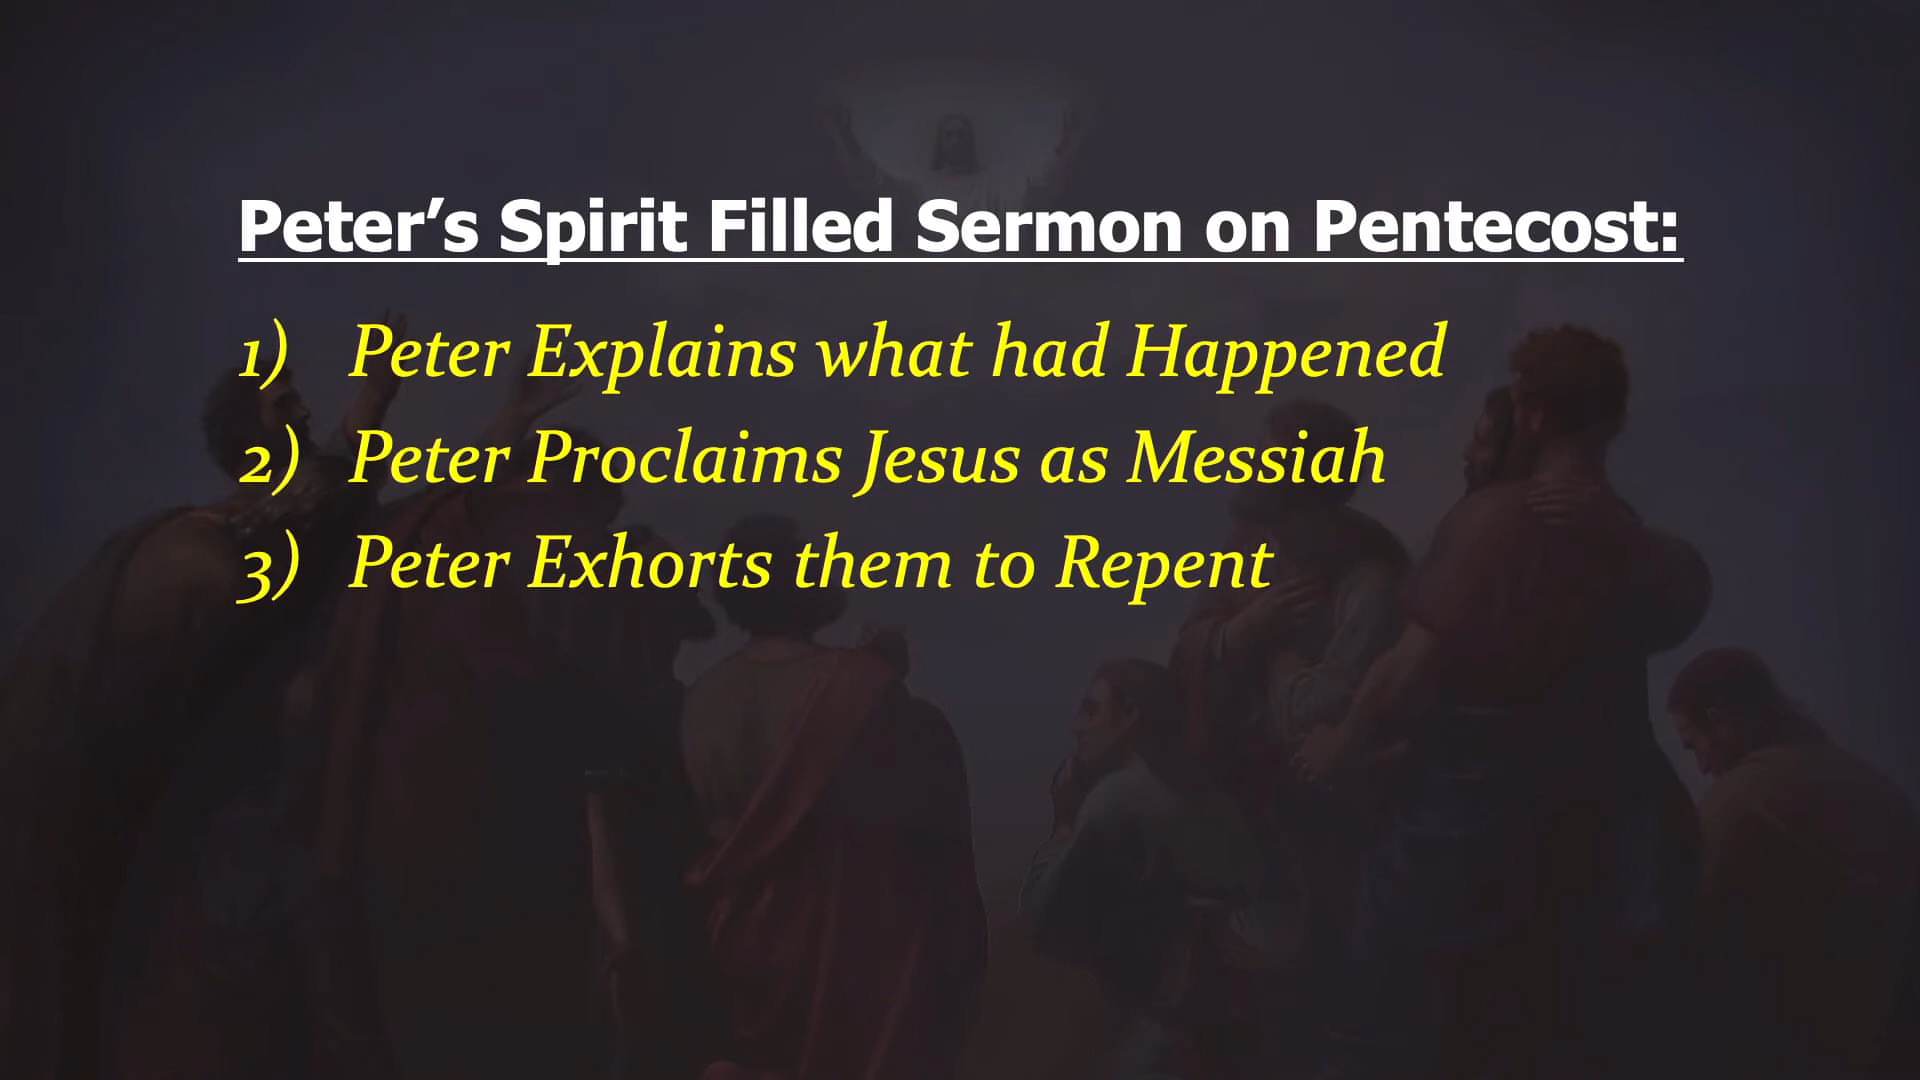 Peter’s Spirit Filled Sermon on Pentecost:
1) Peter Explains what had Happened
2) Peter Proclaims Jesus as Messiah
3) Peter Exhorts them to Repent